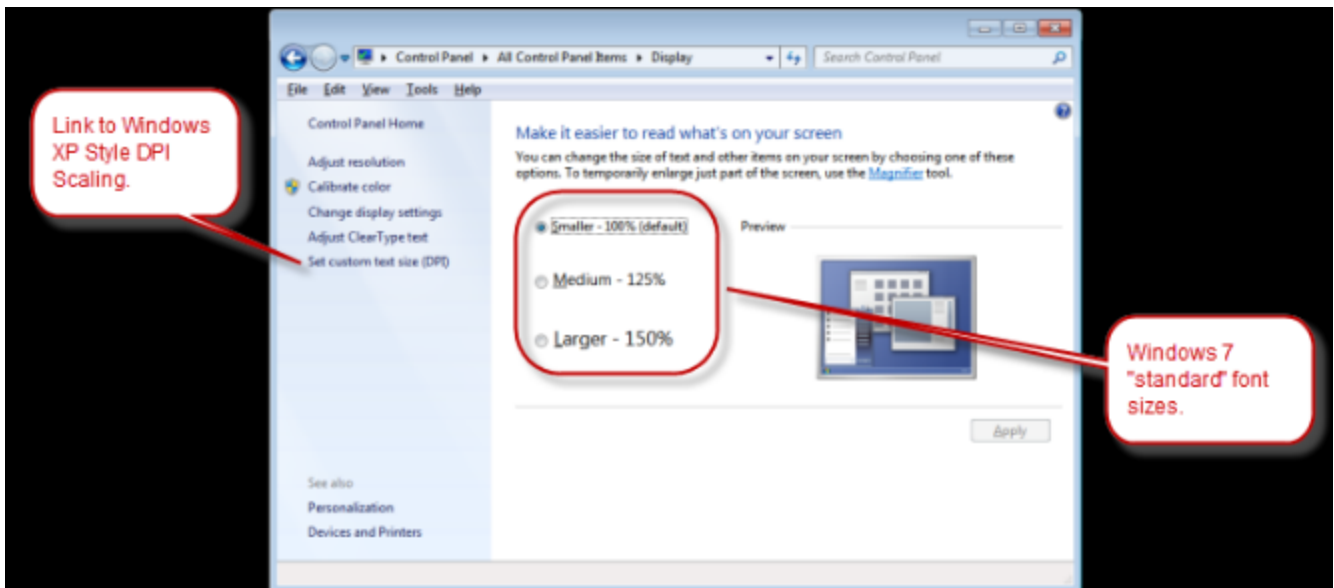 Control Panel ▸ All Control Panel Items ▸ Display
Search Control Panel
File Edit View Tools Help
Link to Windows
XP Style DPI
Scaling.
Control Panel Home
Adjust resolution
Calibrate color
Change display settings
Adjust ClearType text
Set custom text size (DPI)
See also
Personalization
Devices and Printers
Make it easier to read what's on your screen
You can change the size of text and other items on your screen by choosing one of these
options. To temporarily enlarge just part of the screen, use the Magnifier tool.
Smaller - 100% (default)
Medium - 125%
Larger - 150%
Preview
Apply
Windows 7
"standard" font
sizes.